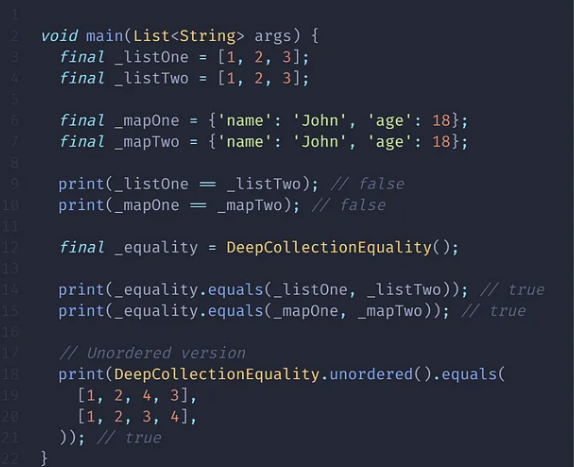 1
2 void main(List<String> args) {
3 final _listOne = [1, 2, 3];
4 final _listTwo = [1, 2, 3];
5
6 final _mapOne = {'name': 'John', 'age': 18};
7 final _mapTwo = {'name': 'John', 'age': 18};
8
9 print(_listOne == _listTwo); // false
10 print(_mapOne == _mapTwo); // false
11
12 final _equality = DeepCollectionEquality();
13
14 print(_equality.equals(_listOne, _listTwo)); // true
15 print(_equality.equals(_mapOne, _mapTwo)); // true
16
17 // Unordered version
18 print(DeepCollectionEquality.unordered().equals(
19 [1, 2, 4, 3],
20 [1, 2, 3, 4],
21 )); // true
22 }